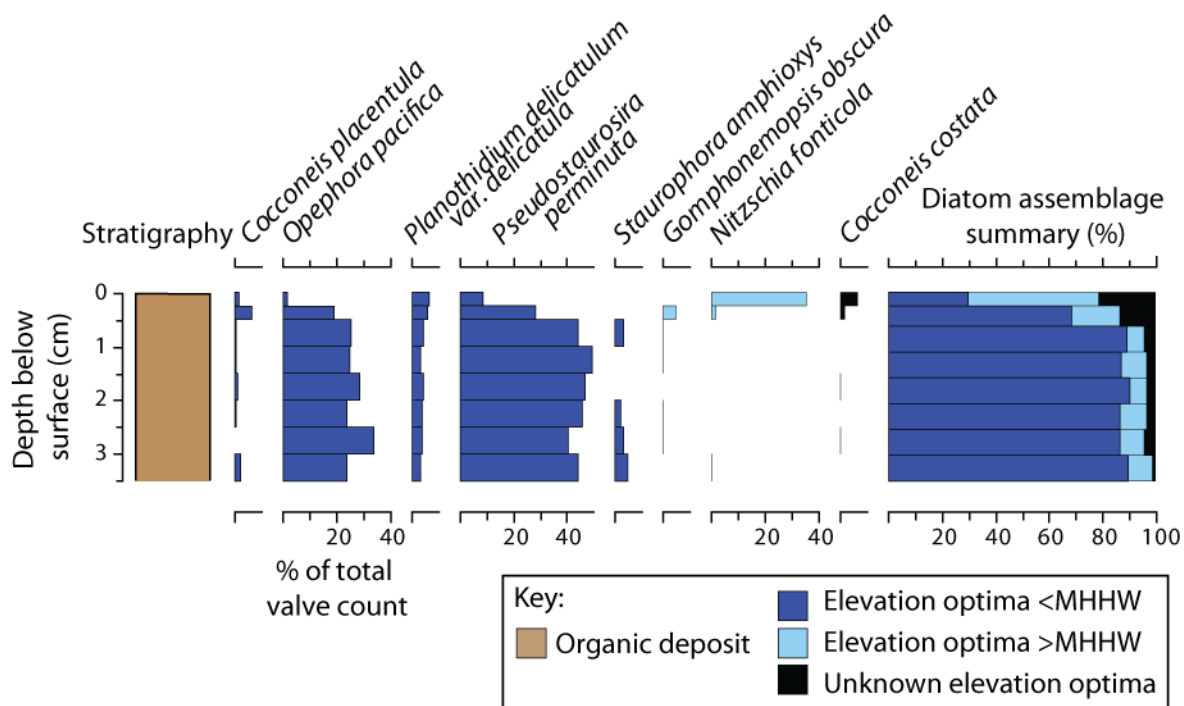 Cocconeis placentula
Opephora pacifica
Planothidium delicatulum
var. delicatula
Pseudostaurosira
perminuta
Staurophora amphioxys
Gomphonemopsis obscura
Nitzschia fonticola
Cocconeis costata
Stratigraphy
Diatom assemblage
summary (%)
Depth below
surface (cm)
0
1
2
3
20 40
20 40
20 40
20 40 60 80 100
% of total
valve count
Key:
Organic deposit
Elevation optima <MHHW
Elevation optima >MHHW
Unknown elevation optima